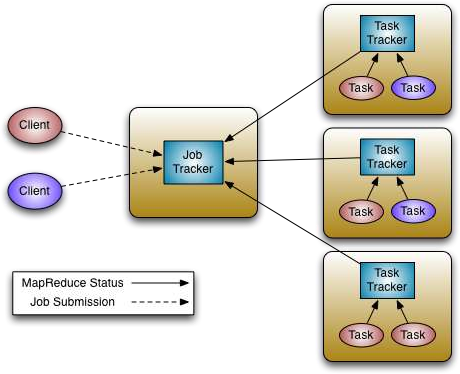 Task
Tracker
Task
Task
Client
Client
Job
Tracker
Task
Tracker
Task
Task
MapReduce Status
Job Submission
Task
Tracker
Task
Task